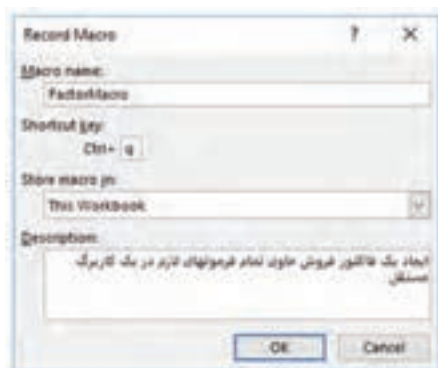 Record Macro ? ×
Macro name:
FactorMacro
Shortcut key:
Ctrl+ q
Store macro in:
This Workbook
Description:
ایجاد یک فاکتور فروش حاوی تمام فرمولهای لازم در یک کاربرگ
مستقل
OK Cancel